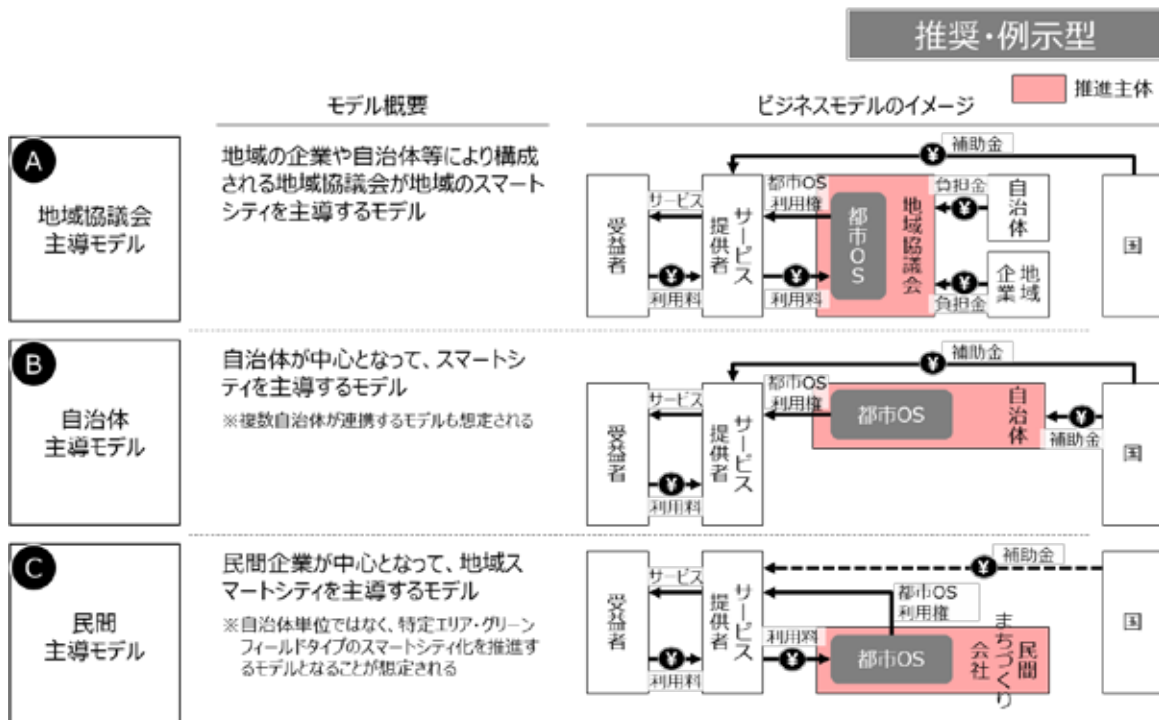 推奨・例示型
推進主体
モデル概要
ビジネスモデルのイメージ
A
地域協議会
主導モデル
地域の企業や自治体等により構成
される地域協議会が地域のスマート
シティを主導するモデル
受益者
サービス
¥
利用料
サービス
提供者
都市OS
利用権
¥
利用料
都市OS
地域協議会
負担金
¥
自治体
¥
負担金
地域
企業
¥
補助金
国
B
自治体
主導モデル
自治体が中心となって、スマートシ
ティを主導するモデル
※複数自治体が連携するモデルも想定される
受益者
サービス
¥
利用料
サービス
提供者
都市OS
利用権
都市OS
自治体
¥
補助金
¥
補助金
国
C
民間
主導モデル
民間企業が中心となって、地域ス
マートシティを主導するモデル
※自治体単位ではなく、特定エリア・グリーン
フィールドタイプのスマートシティ化を推進す
るモデルとなることが想定される
受益者
サービス
¥
利用料
サービス
提供者
利用料
¥
都市OS
利用権
都市OS
民間
まちづくり
会社
¥
補助金
国